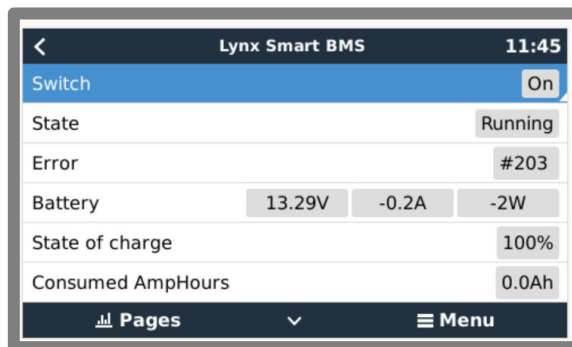 Lynx Smart BMS 11:45
Switch On
State Running
Error #203
Battery 13.29V -0.2A -2W
State of charge 100%
Consumed AmpHours 0.0Ah
Pages Menu